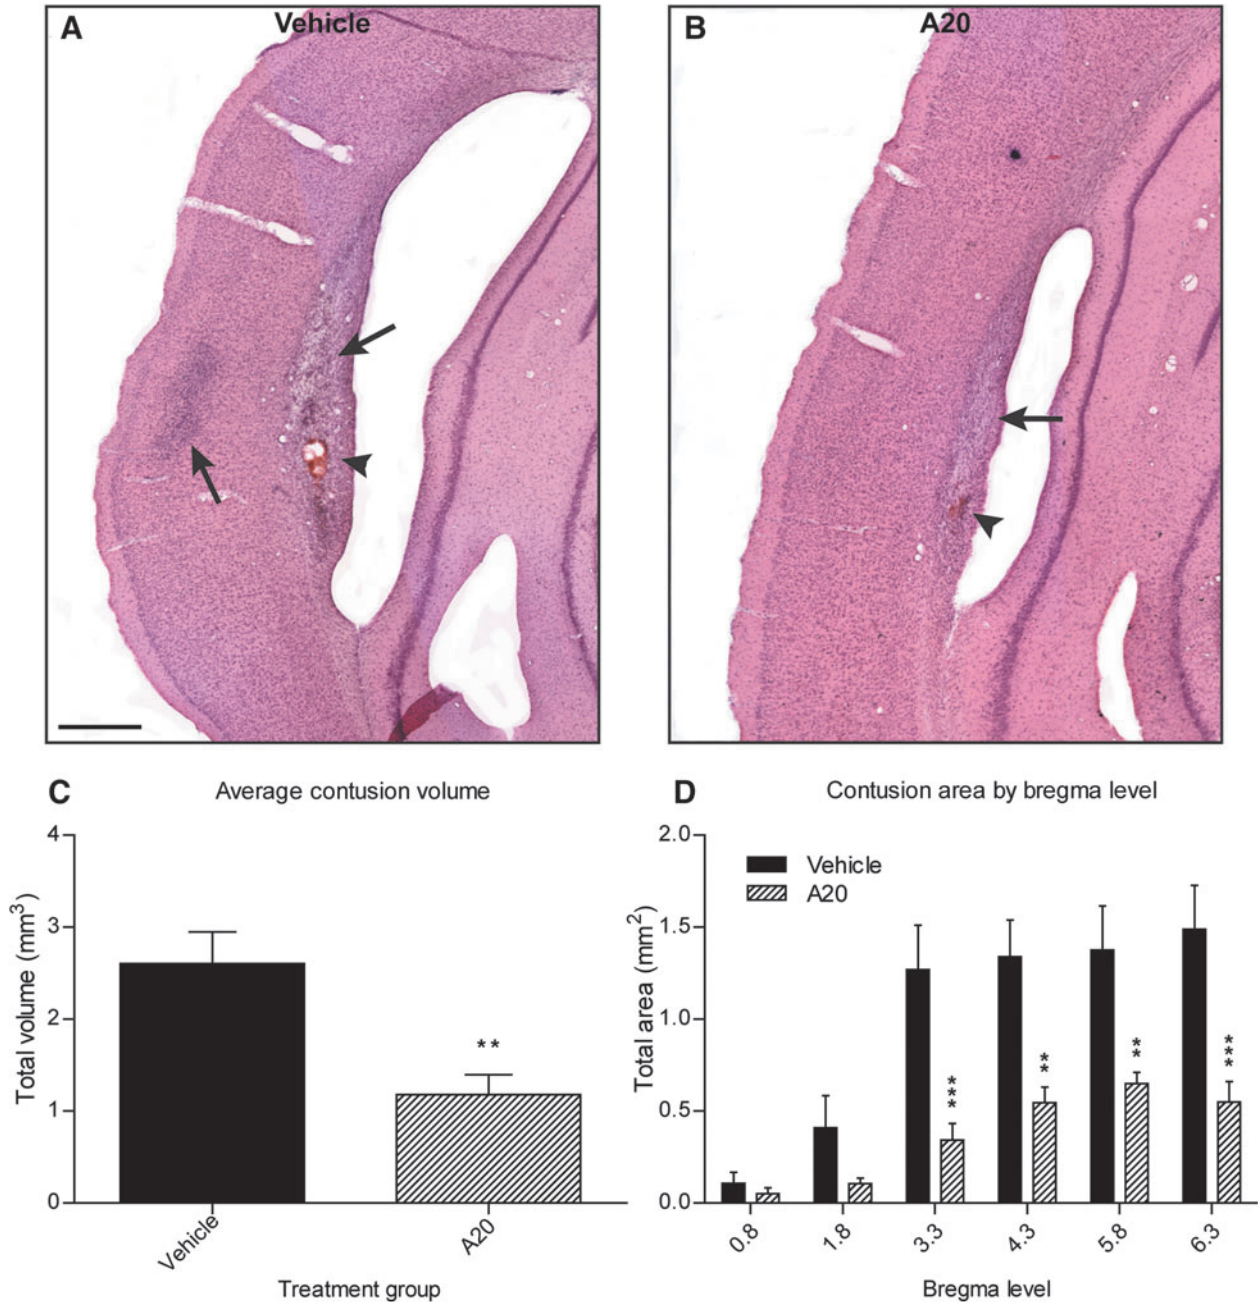 A
Vehicle
B
A20
C
Average contusion volume
4
3
2
1
0
Total volume (mm³)
**
Vehicle
A20
Treatment group
D
Contusion area by bregma level
2.0
1.5
1.0
0.5
0.0
Total area (mm²)
Vehicle
A20
***
**
**
***
0.8
1.8
3.3
4.3
5.8
6.3
Bregma level